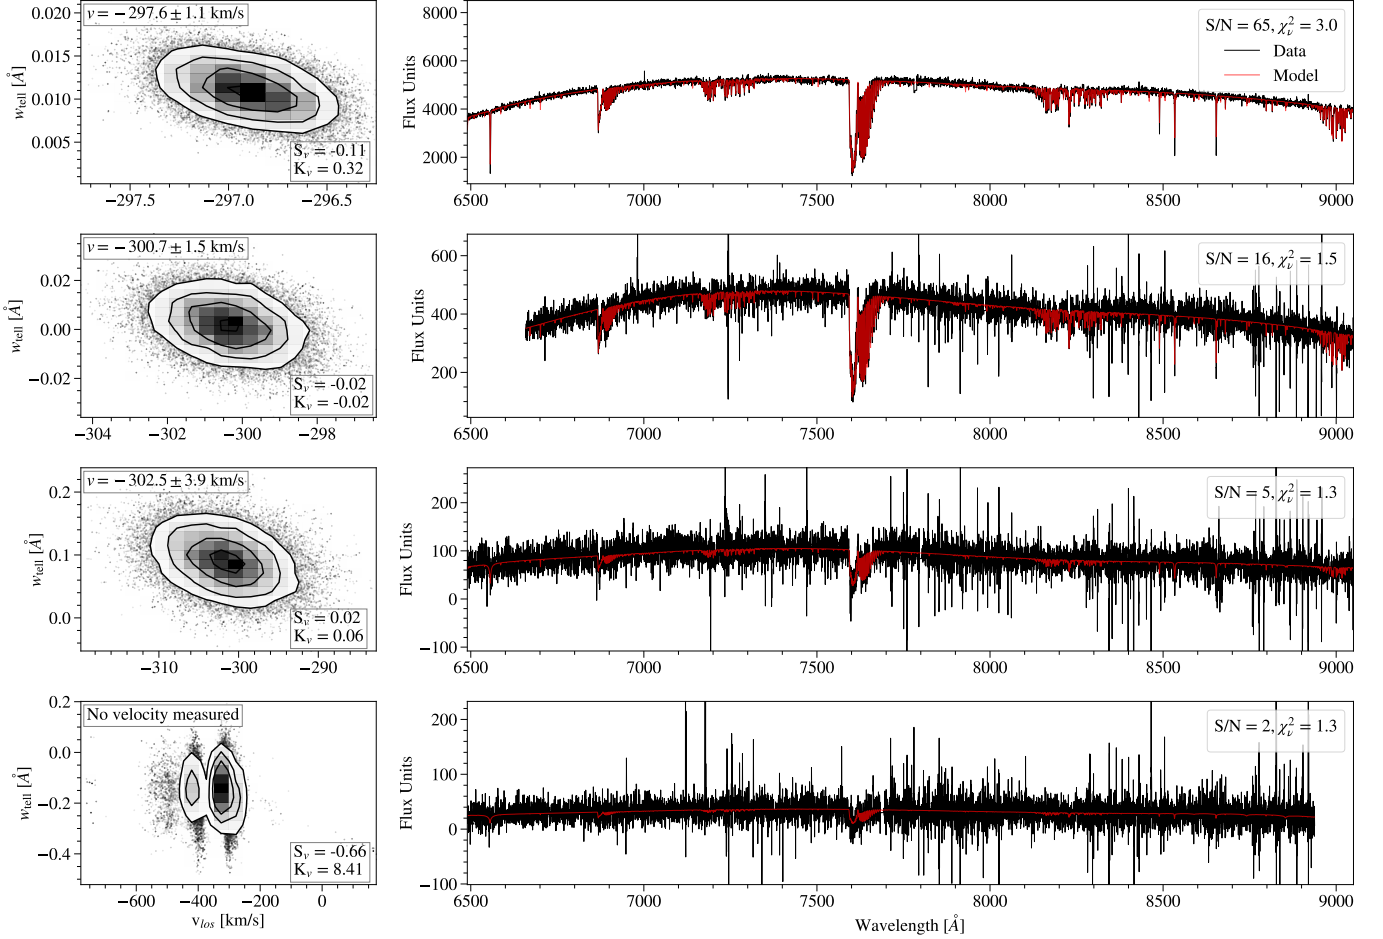 v = −297.6 ± 1.1 km/s
S_v = -0.11
K_v = 0.32
w_tell [Å]
0.020
0.015
0.010
0.005
−297.5
−297.0
−296.5
S/N = 65, χ²_ν = 3.0
Data
Model
Flux Units
8000
6000
4000
2000
6500
7000
7500
8000
8500
9000
v = −300.7 ± 1.5 km/s
S_v = -0.02
K_v = -0.02
w_tell [Å]
0.02
0.00
−0.02
−304
−302
−300
−298
S/N = 16, χ²_ν = 1.5
Flux Units
600
400
200
6500
7000
7500
8000
8500
9000
v = −302.5 ± 3.9 km/s
S_v = 0.02
K_v = 0.06
w_tell [Å]
0.2
0.1
0.0
−310
−300
−290
S/N = 5, χ²_ν = 1.3
Flux Units
200
100
0
−100
6500
7000
7500
8000
8500
9000
No velocity measured
S_v = -0.66
K_v = 8.41
w_tell [Å]
0.2
0.0
−0.2
−0.4
−600
−400
−200
0
v_los [km/s]
S/N = 2, χ²_ν = 1.3
Flux Units
200
100
0
−100
6500
7000
7500
8000
8500
9000
Wavelength [Å]